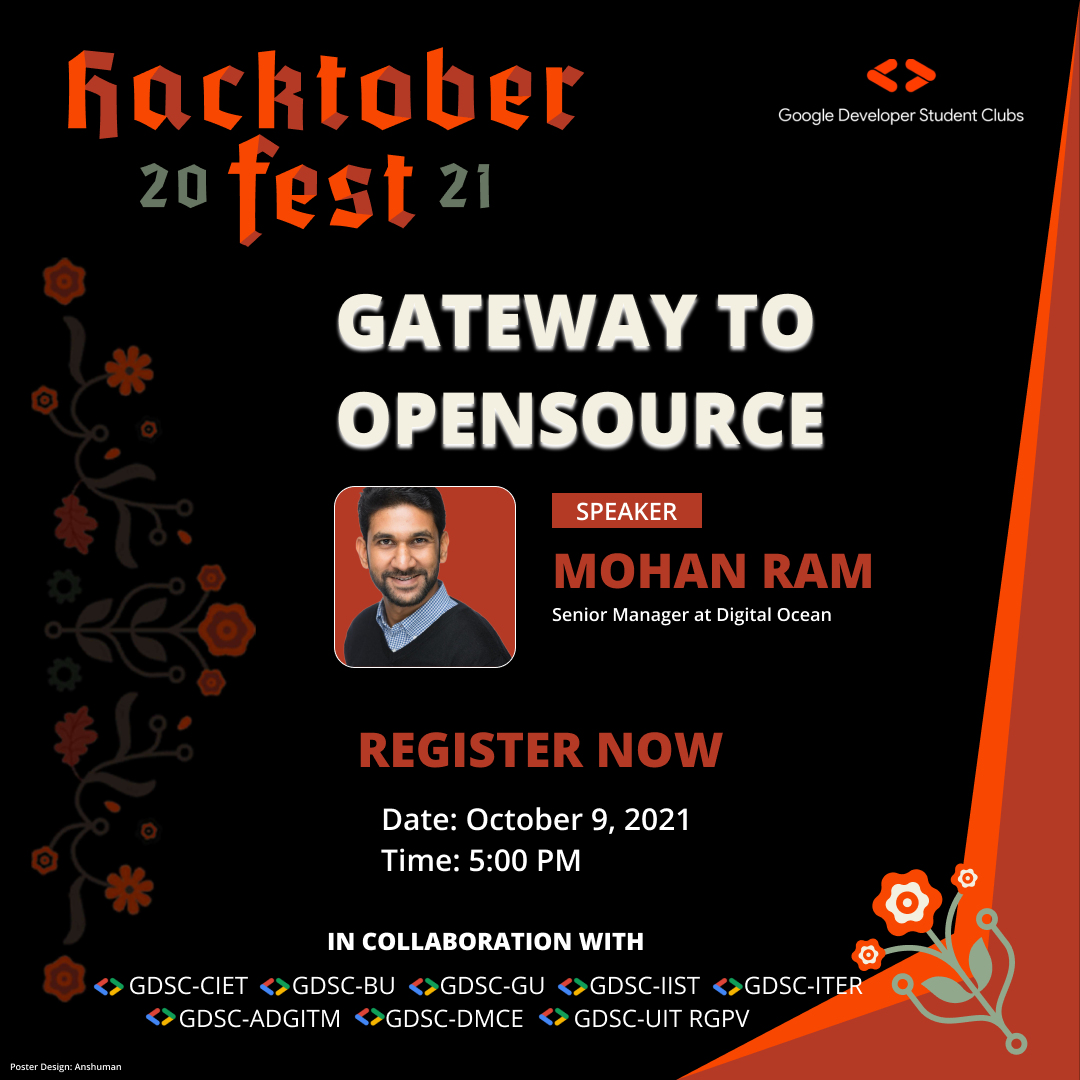 hacktober
20 fest 21
Google Developer Student Clubs
GATEWAY TO
OPENSOURCE
SPEAKER
MOHAN RAM
Senior Manager at Digital Ocean
REGISTER NOW
Date: October 9, 2021
Time: 5:00 PM
IN COLLABORATION WITH
GDSC-CIET GDSC-BU GDSC-GU GDSC-IIST GDSC-ITER
GDSC-ADGITM GDSC-DMCE GDSC-UIT RGPV
Poster Design: Anshuman